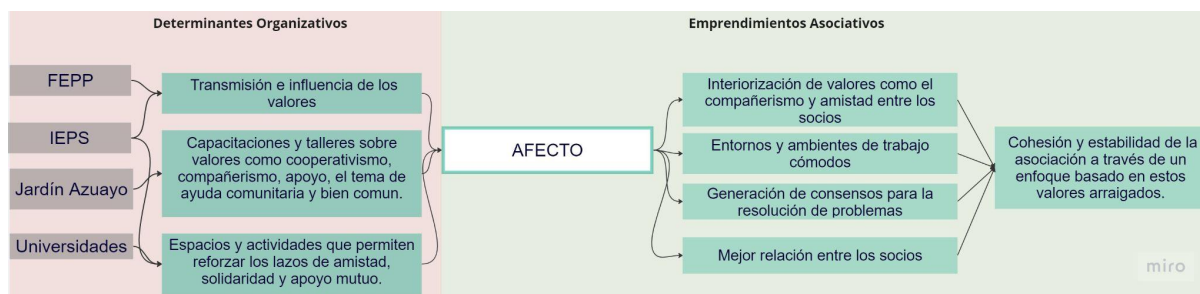 Determinantes Organizativos
Emprendimientos Asociativos
FEPP
IEPS
Jardín Azuayo
Universidades
Transmisión e influencia de los
valores
Capacitaciones y talleres sobre
valores como cooperativismo,
compañerismo, apoyo, el tema de
ayuda comunitaria y bien comun.
Espacios y actividades que permiten
reforzar los lazos de amistad,
solidaridad y apoyo mutuo.
AFECTO
Interiorización de valores como el
compañerismo y amistad entre los
socios
Entornos y ambientes de trabajo
cómodos
Generación de consensos para la
resolución de problemas
Mejor relación entre los socios
Cohesión y estabilidad de la
asociación a través de un
enfoque basado en estos
valores arraigados.
miro